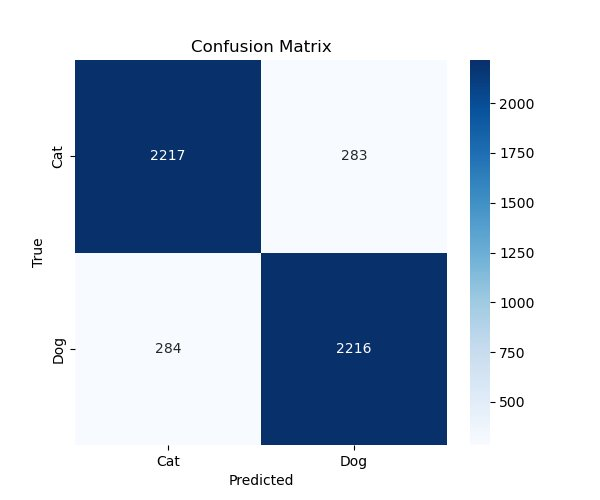 Confusion Matrix
Cat
2217
283
True
Dog
284
2216
Cat
Dog
Predicted
2000
1750
1500
1250
1000
750
500